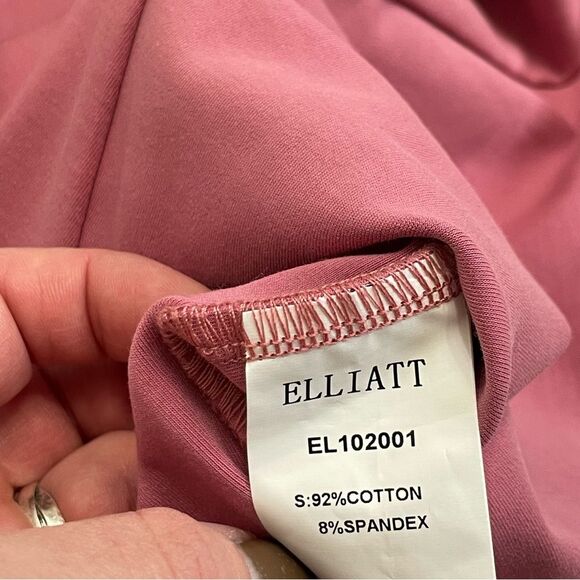 ELLIATT
EL102001
S:92%COTTON
8%SPANDEX